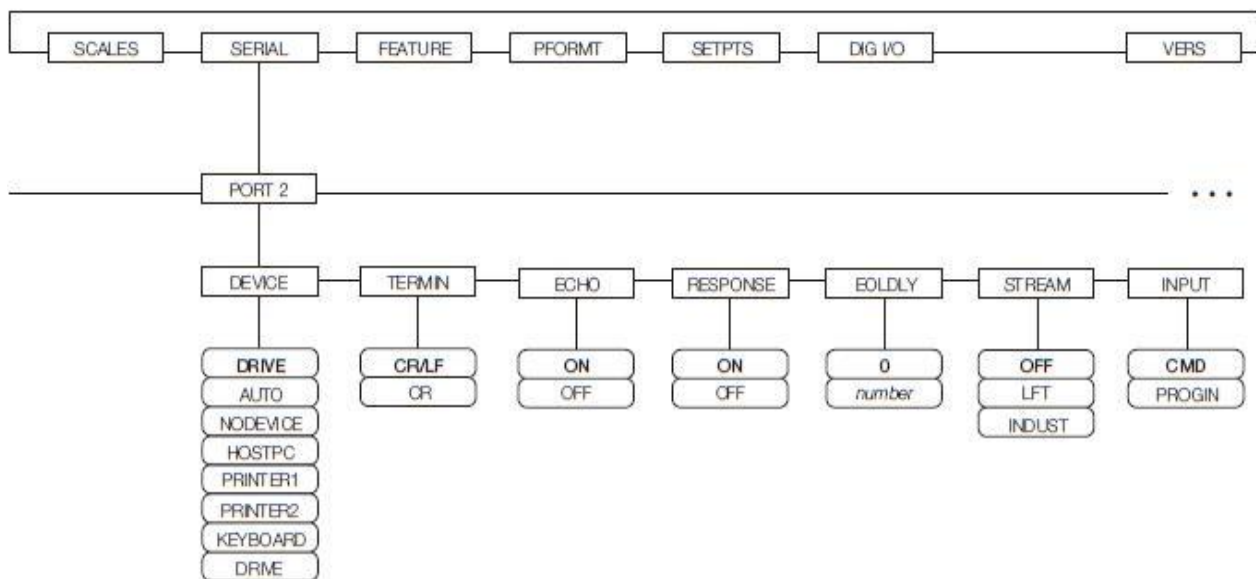 SCALES SERIAL FEATURE PFORMT SETPTS DIG I/O VERS
PORT 2 • • •
DEVICE TERMIN ECHO RESPONSE EOLDLY STREAM INPUT
DRIVE CR/LF ON ON 0 OFF CMD
AUTO CR OFF OFF number LFT PROGIN
NODEVICE INDUST
HOSTPC
PRINTER1
PRINTER2
KEYBOARD
DRIVE